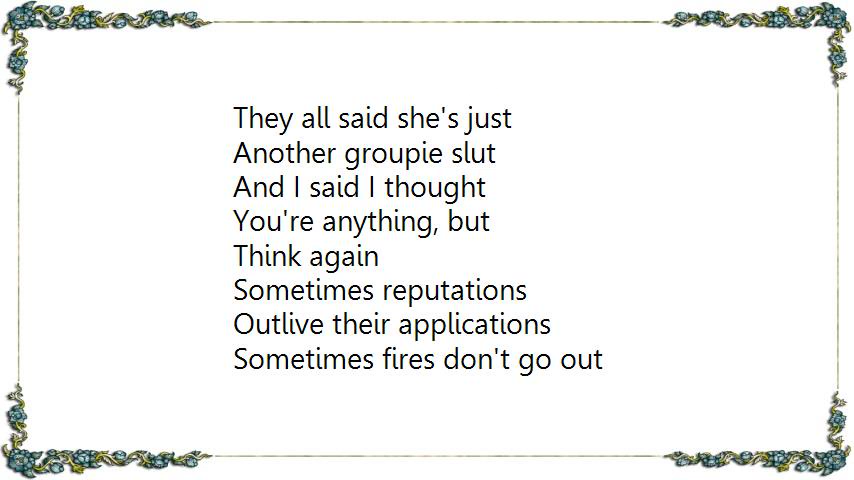 They all said she's just
Another groupie slut
And I said I thought
You're anything, but
Think again
Sometimes reputations
Outlive their applications
Sometimes fires don't go out